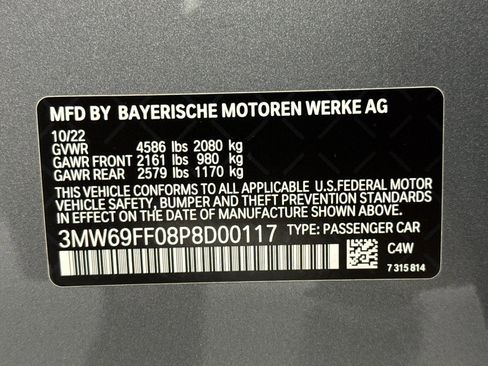 MFD BY BAYERISCHE MOTOREN WERKE AG
10/22
GVWR 4586 lbs 2080 kg
GAWR FRONT 2161 lbs 980 kg
GAWR REAR 2579 lbs 1170 kg
THIS VEHICLE CONFORMS TO ALL APPLICABLE U.S.FEDERAL MOTOR
VEHICLE SAFETY, BUMPER AND THEFT PREVENTION
STANDARDS IN EFFECT ON THE DATE OF MANUFACTURE SHOWN ABOVE.
3MW69FF08P8D00117 TYPE: PASSENGER CAR
C4W
7 315 814